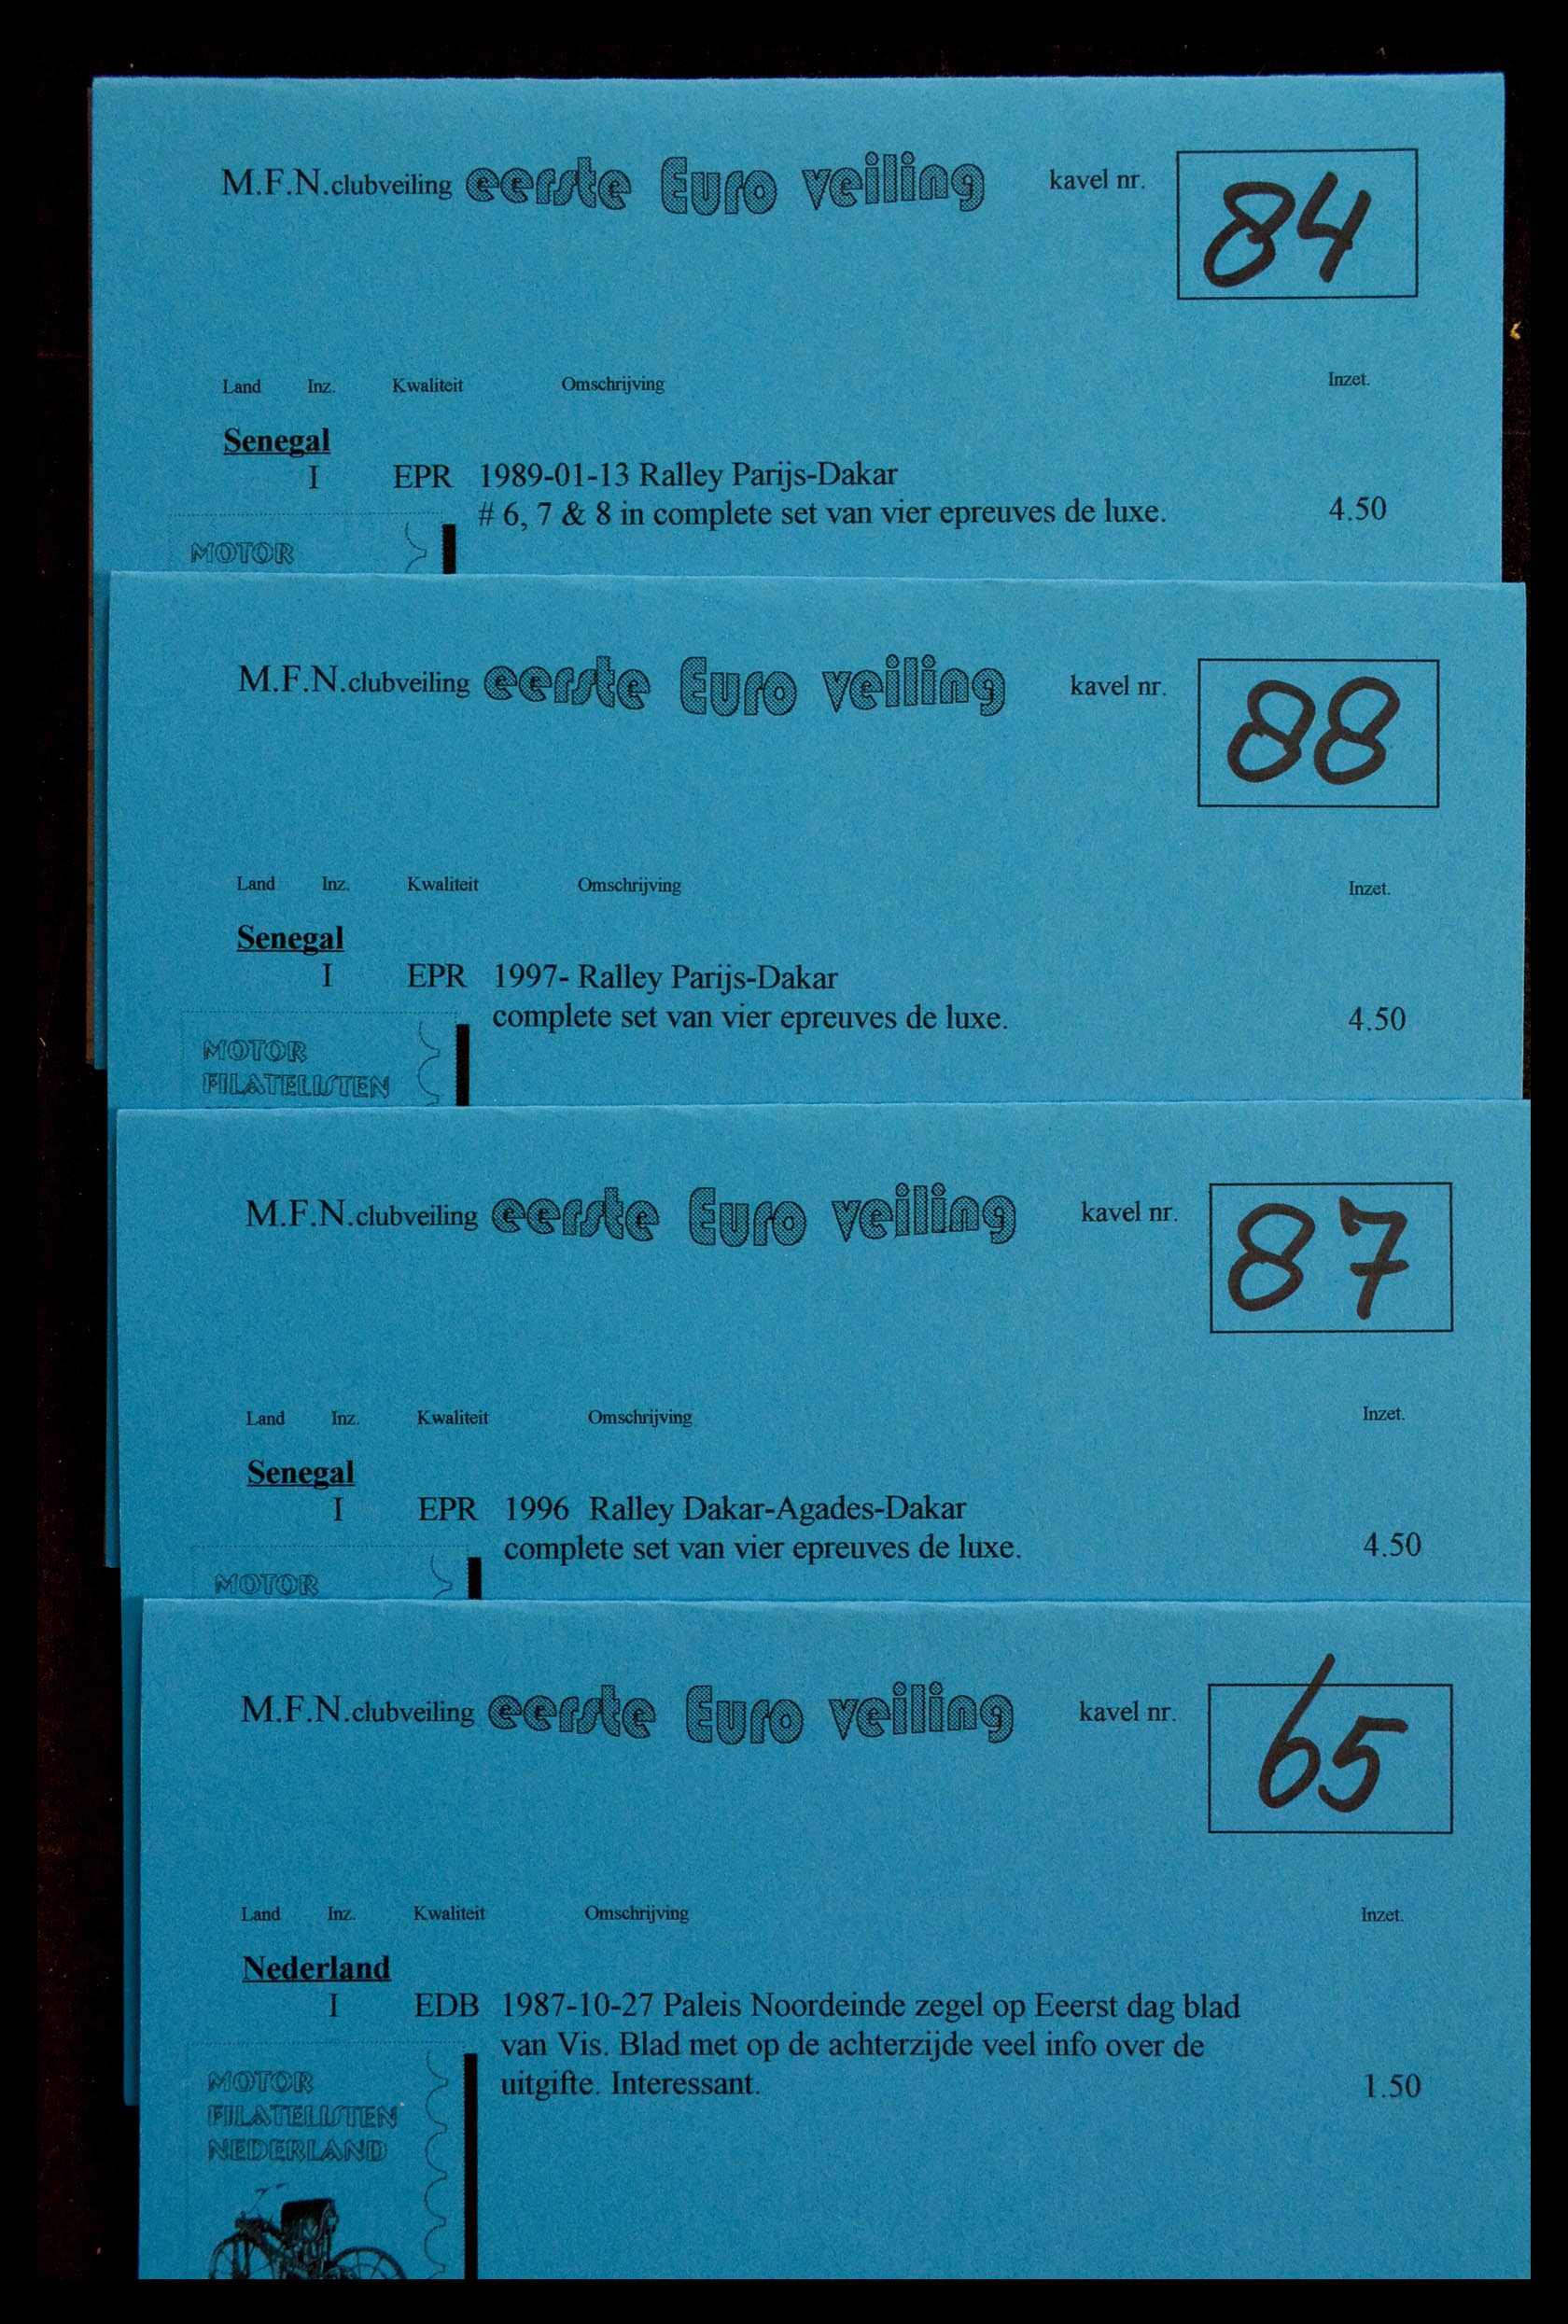 M.F.N.clubveiling eerste Euro veiling kavel nr. 84
Land Inz. Kwaliteit Omschrijving Inzet.
Senegal
I EPR 1989-01-13 Ralley Parijs-Dakar
# 6, 7 & 8 in complete set van vier epreuves de luxe. 4.50
MOTOR
M.F.N.clubveiling eerste Euro veiling kavel nr. 88
Land Inz. Kwaliteit Omschrijving Inzet.
Senegal
I EPR 1997- Ralley Parijs-Dakar
complete set van vier epreuves de luxe. 4.50
MOTOR
FILATELISTEN
M.F.N.clubveiling eerste Euro veiling kavel nr. 87
Land Inz. Kwaliteit Omschrijving Inzet.
Senegal
I EPR 1996 Ralley Dakar-Agades-Dakar
complete set van vier epreuves de luxe. 4.50
MOTOR
M.F.N.clubveiling eerste Euro veiling kavel nr. 65
Land Inz. Kwaliteit Omschrijving Inzet.
Nederland
I EDB 1987-10-27 Paleis Noordeinde zegel op Eeerst dag blad
van Vis. Blad met op de achterzijde veel info over de
uitgifte. Interessant. 1.50
MOTOR
FILATELISTEN
NEDERLAND